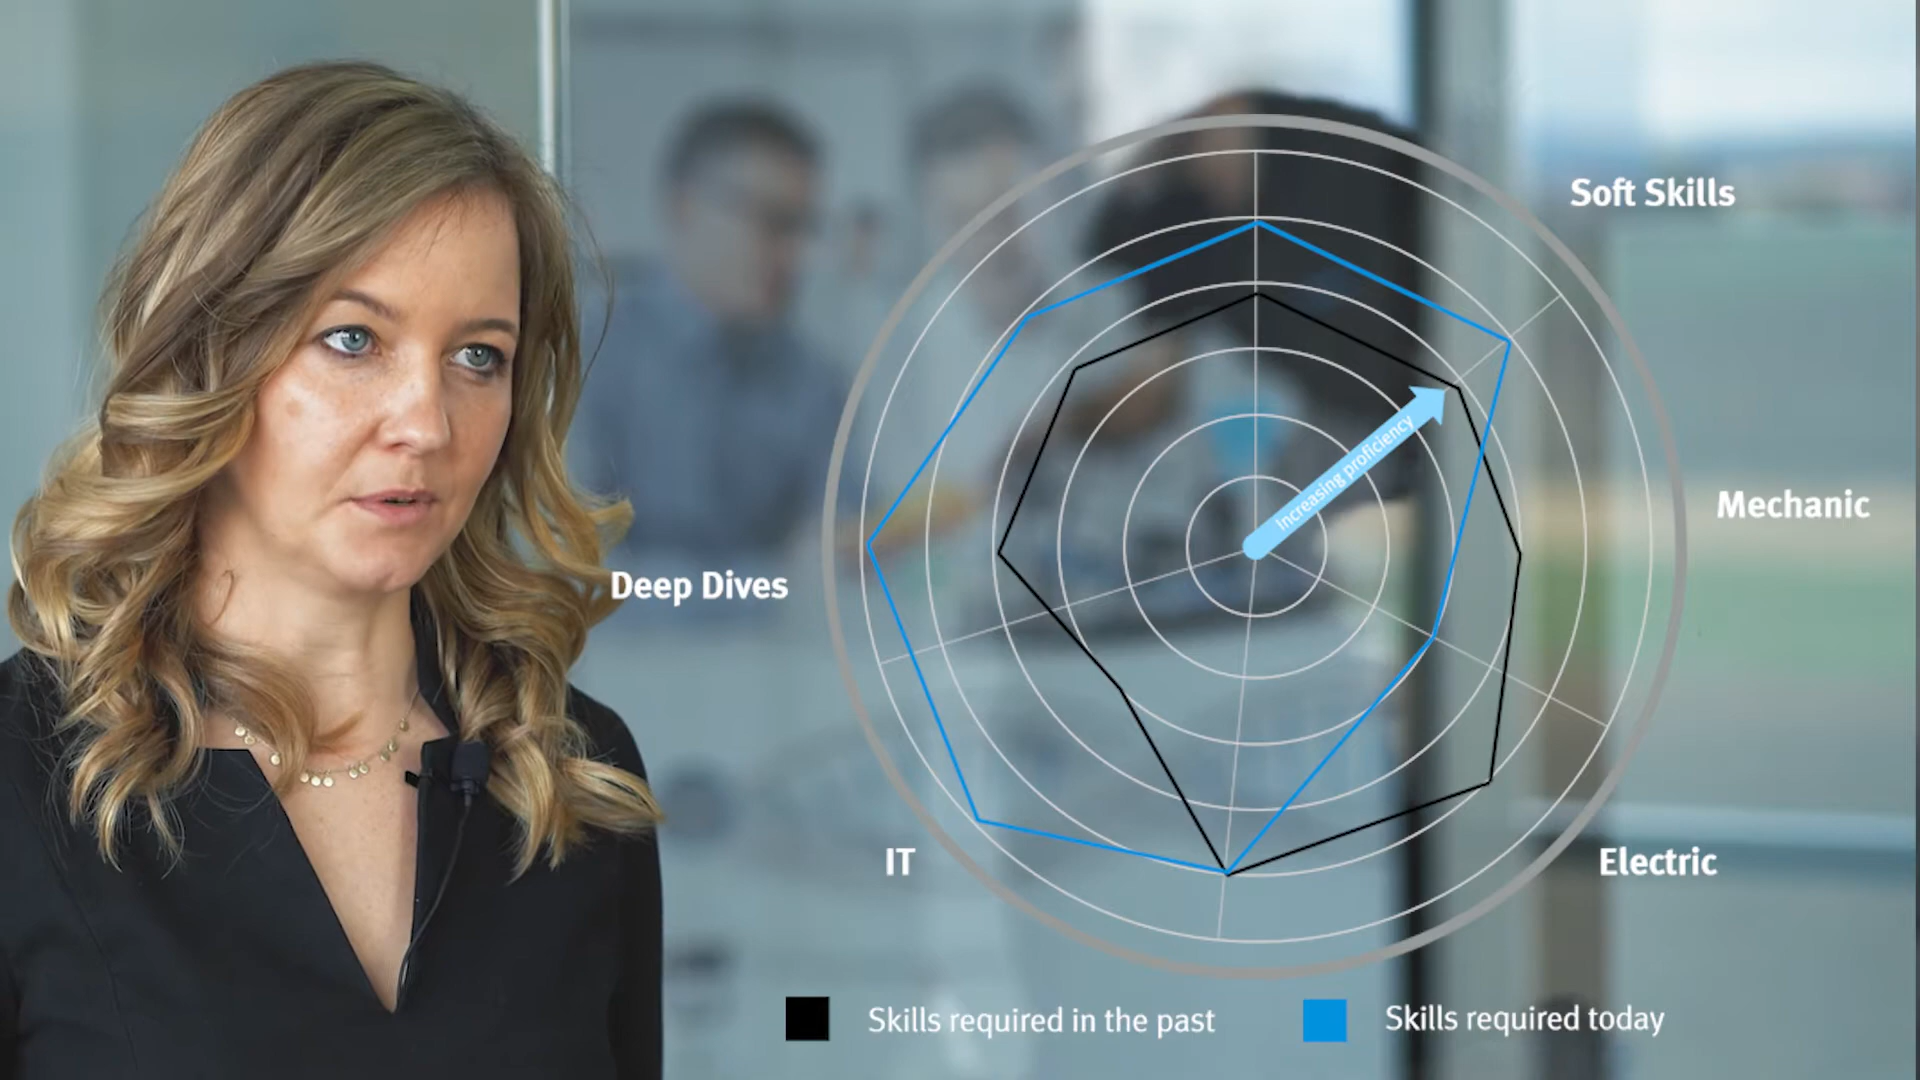 Soft Skills
Mechanic
Increasing proficiency
Deep Dives
IT
Electric
Skills required in the past
Skills required today